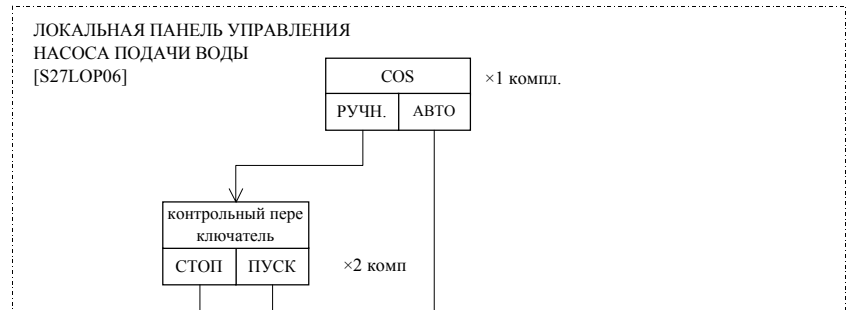 ЛОКАЛЬНАЯ ПАНЕЛЬ УПРАВЛЕНИЯ
НАСОСА ПОДАЧИ ВОДЫ
[S27LOP06]
COS ×1 компл.
РУЧН. АВТО
контрольный пере
ключатель
СТОП ПУСК ×2 комп